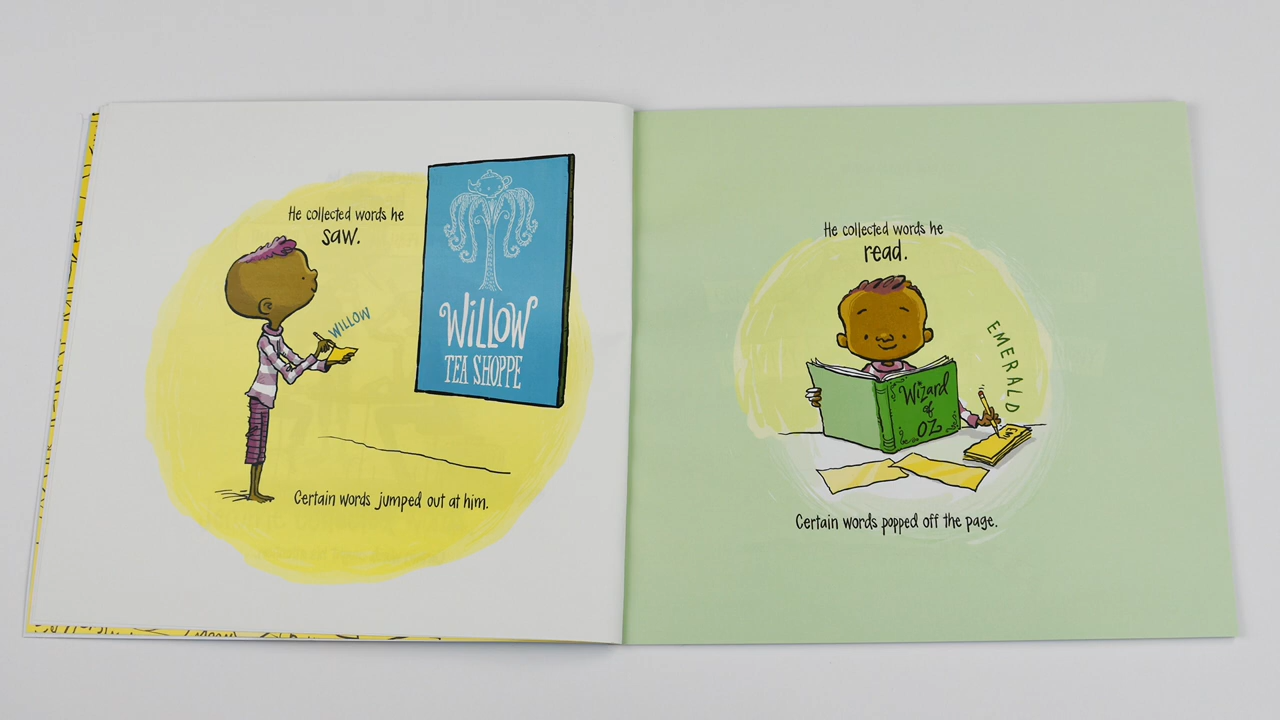 He collected words he
saw.
WILLOW
WiLLOW
TEA SHOPPE
Certain words jumped out at him.
He collected words he
read.
EMERALD
Wizard
of
OZ
Certain words popped off the page.